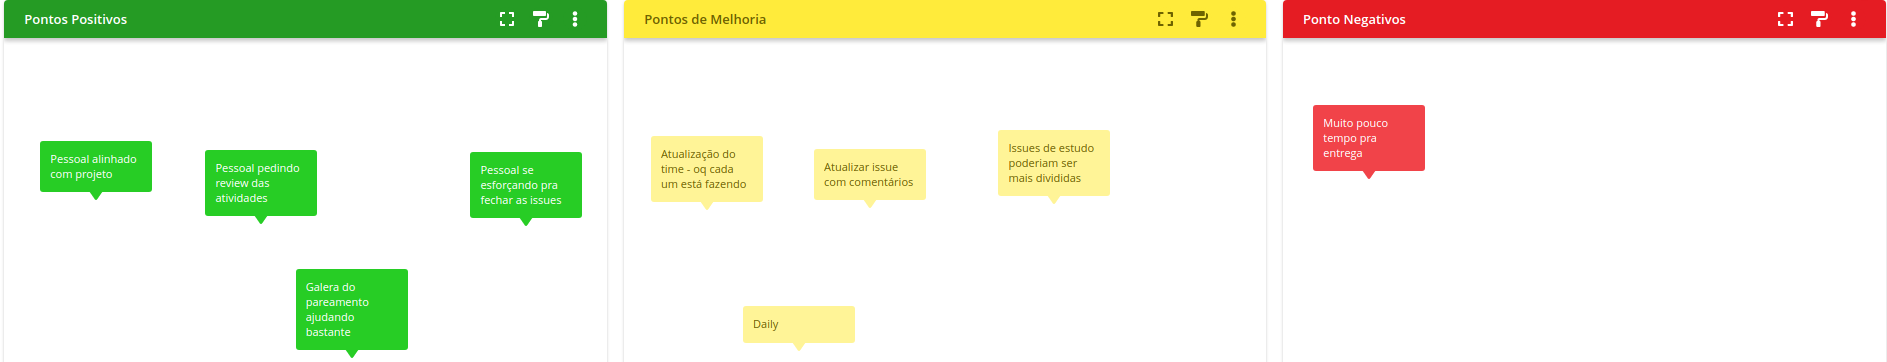 Pontos Positivos
Pessoal alinhado
com projeto
Pessoal pedindo
review das
atividades
Pessoal se
esforçando pra
fechar as issues
Galera do
pareamento
ajudando
bastante
Pontos de Melhoria
Atualização do
time - oq cada
um está fazendo
Atualizar issue
com comentários
Issues de estudo
poderiam ser
mais divididas
Daily
Ponto Negativos
Muito pouco
tempo pra
entrega